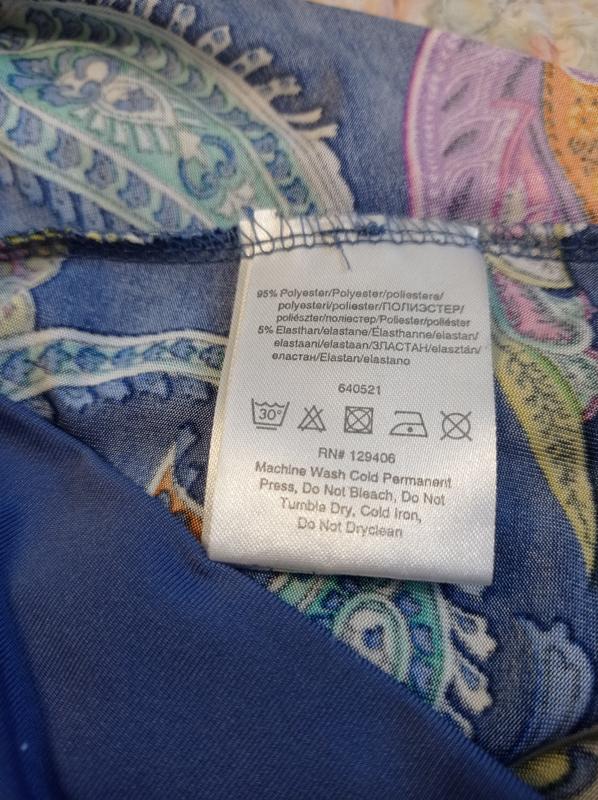 95% Polyester/Polyester/poliestere/
polyesteri/poliester/ПОЛИЭСТЕР/
poliészter/полiестер/Poliester/poliéster
5% Elasthan/elastane/Élasthanne/elastan/
elastaani/elastaan/ЭЛАСТАН/elasztán/
еластан/Elastan/elastano
640521
30°
RN# 129406
Machine Wash Cold Permanent
Press, Do Not Bleach, Do Not
Tumble Dry, Cold Iron,
Do Not Dryclean